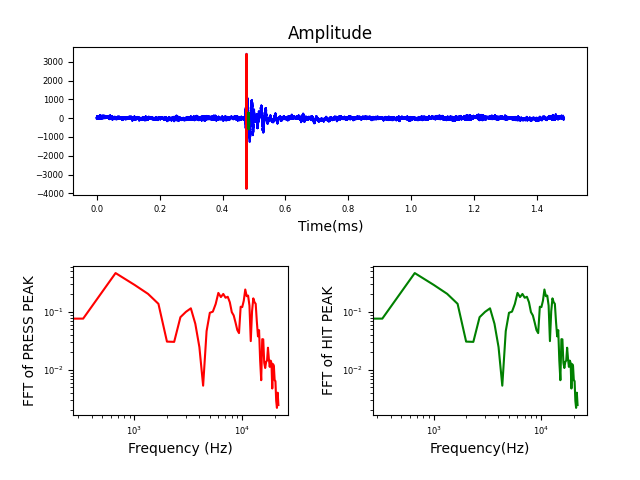 Amplitude
3000
2000
1000
0
−1000
−2000
−3000
−4000
0.0 0.2 0.4 0.6 0.8 1.0 1.2 1.4
Time(ms)
FFT of PRESS PEAK
10⁻¹
10⁻²
10³ 10⁴
Frequency (Hz)
FFT of HIT PEAK
10⁻¹
10⁻²
10³ 10⁴
Frequency(Hz)